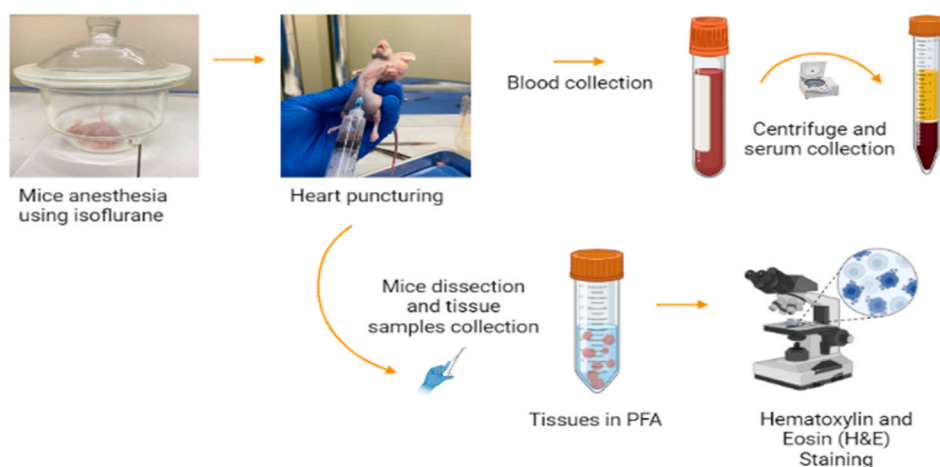 Mice anesthesia
using isoflurane
Heart puncturing
Blood collection
Centrifuge and
serum collection
Mice dissection
and tissue
samples collection
Tissues in PFA
Hematoxylin and
Eosin (H&E)
Staining